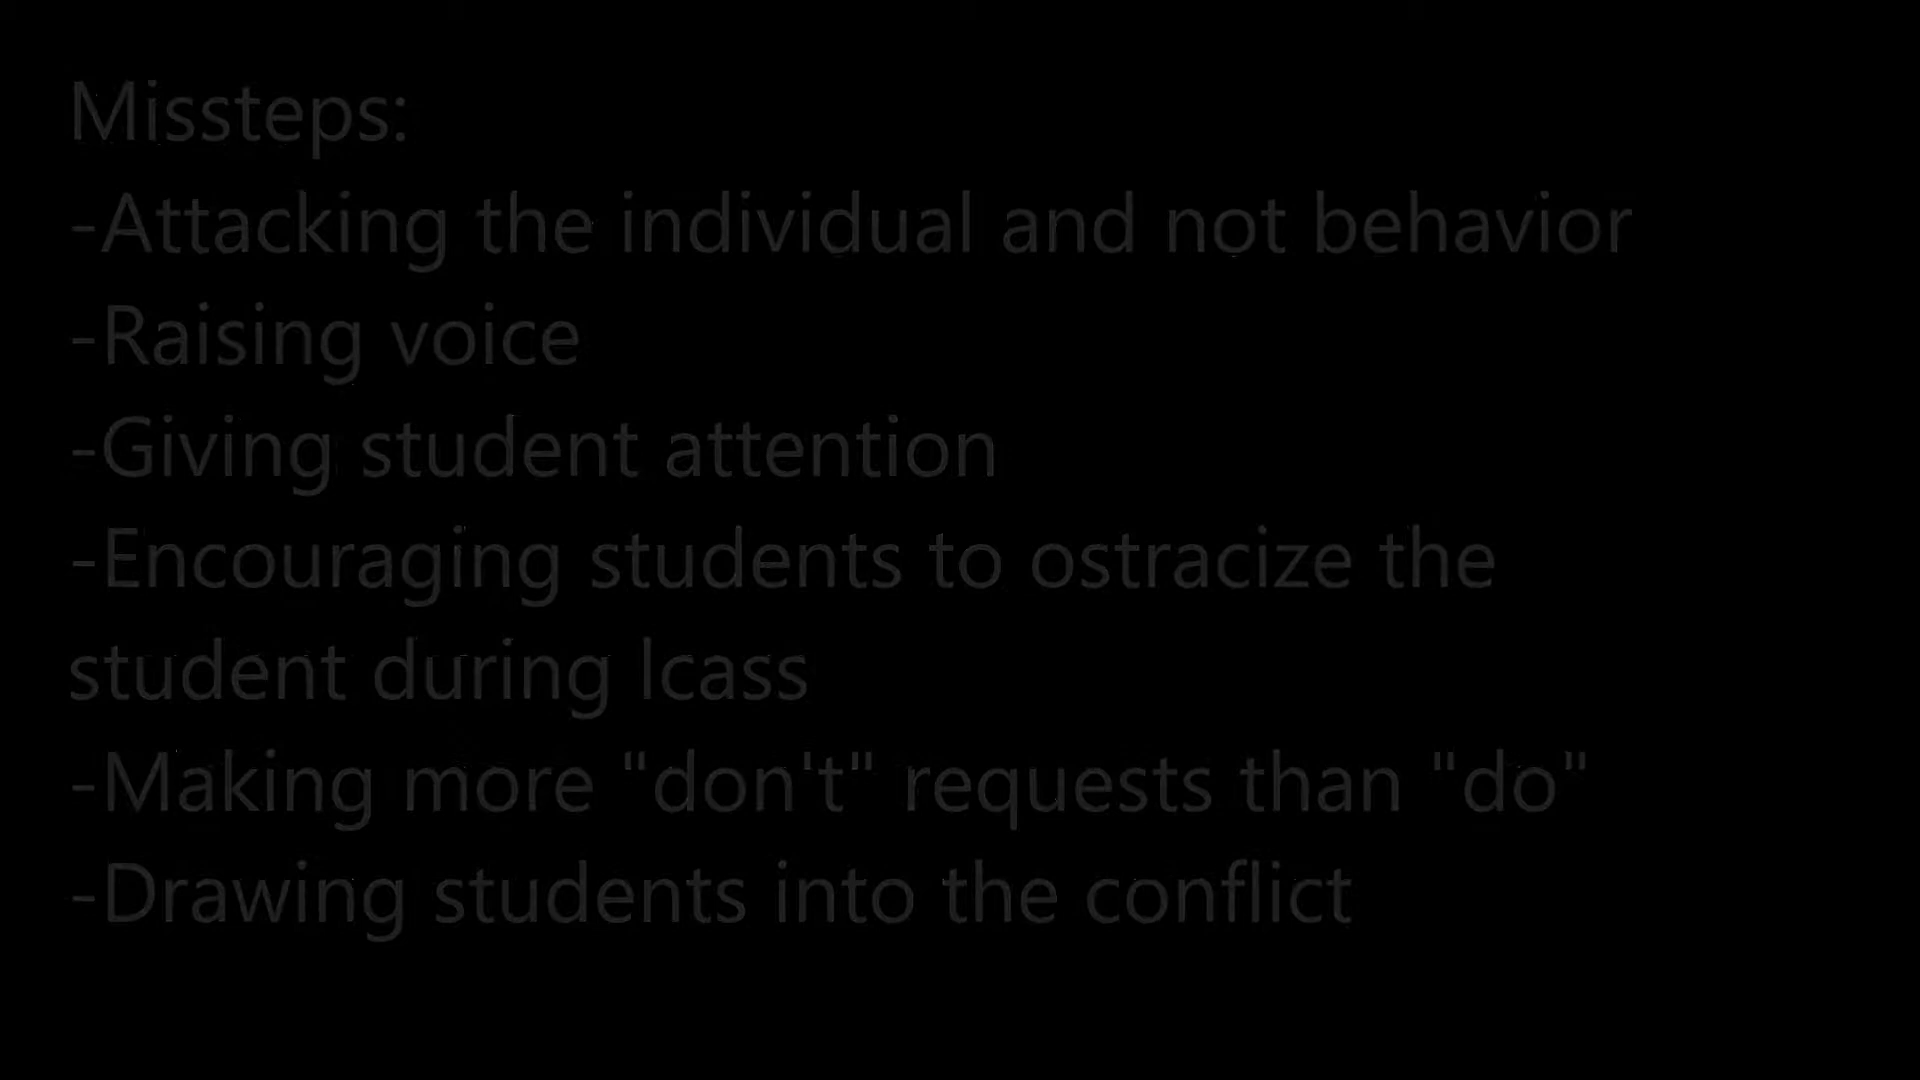 Missteps:
-Attacking the individual and not behavior
-Raising voice
-Giving student attention
-Encouraging students to ostracize the
student during lcass
-Making more "don't" requests than "do"
-Drawing students into the conflict